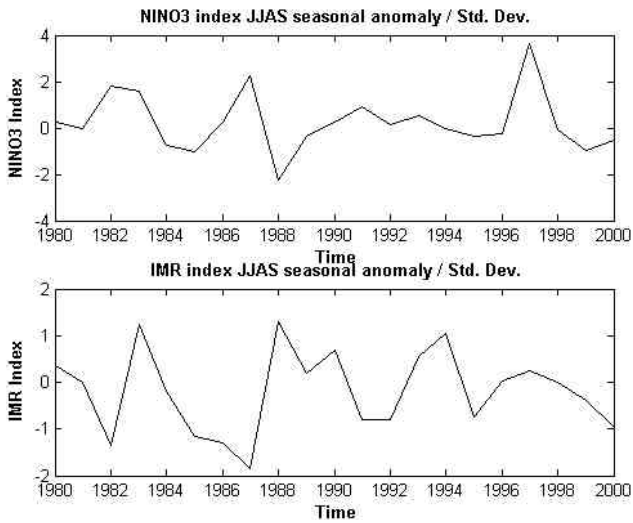 NINO3 index JJAS seasonal anomaly / Std. Dev.
4
2
0
-2
-4
NINO3 Index
1980 1982 1984 1986 1988 1990 1992 1994 1996 1998 2000
Time
IMR index JJAS seasonal anomaly / Std. Dev.
2
1
0
-1
-2
IMR Index
1980 1982 1984 1986 1988 1990 1992 1994 1996 1998 2000
Time